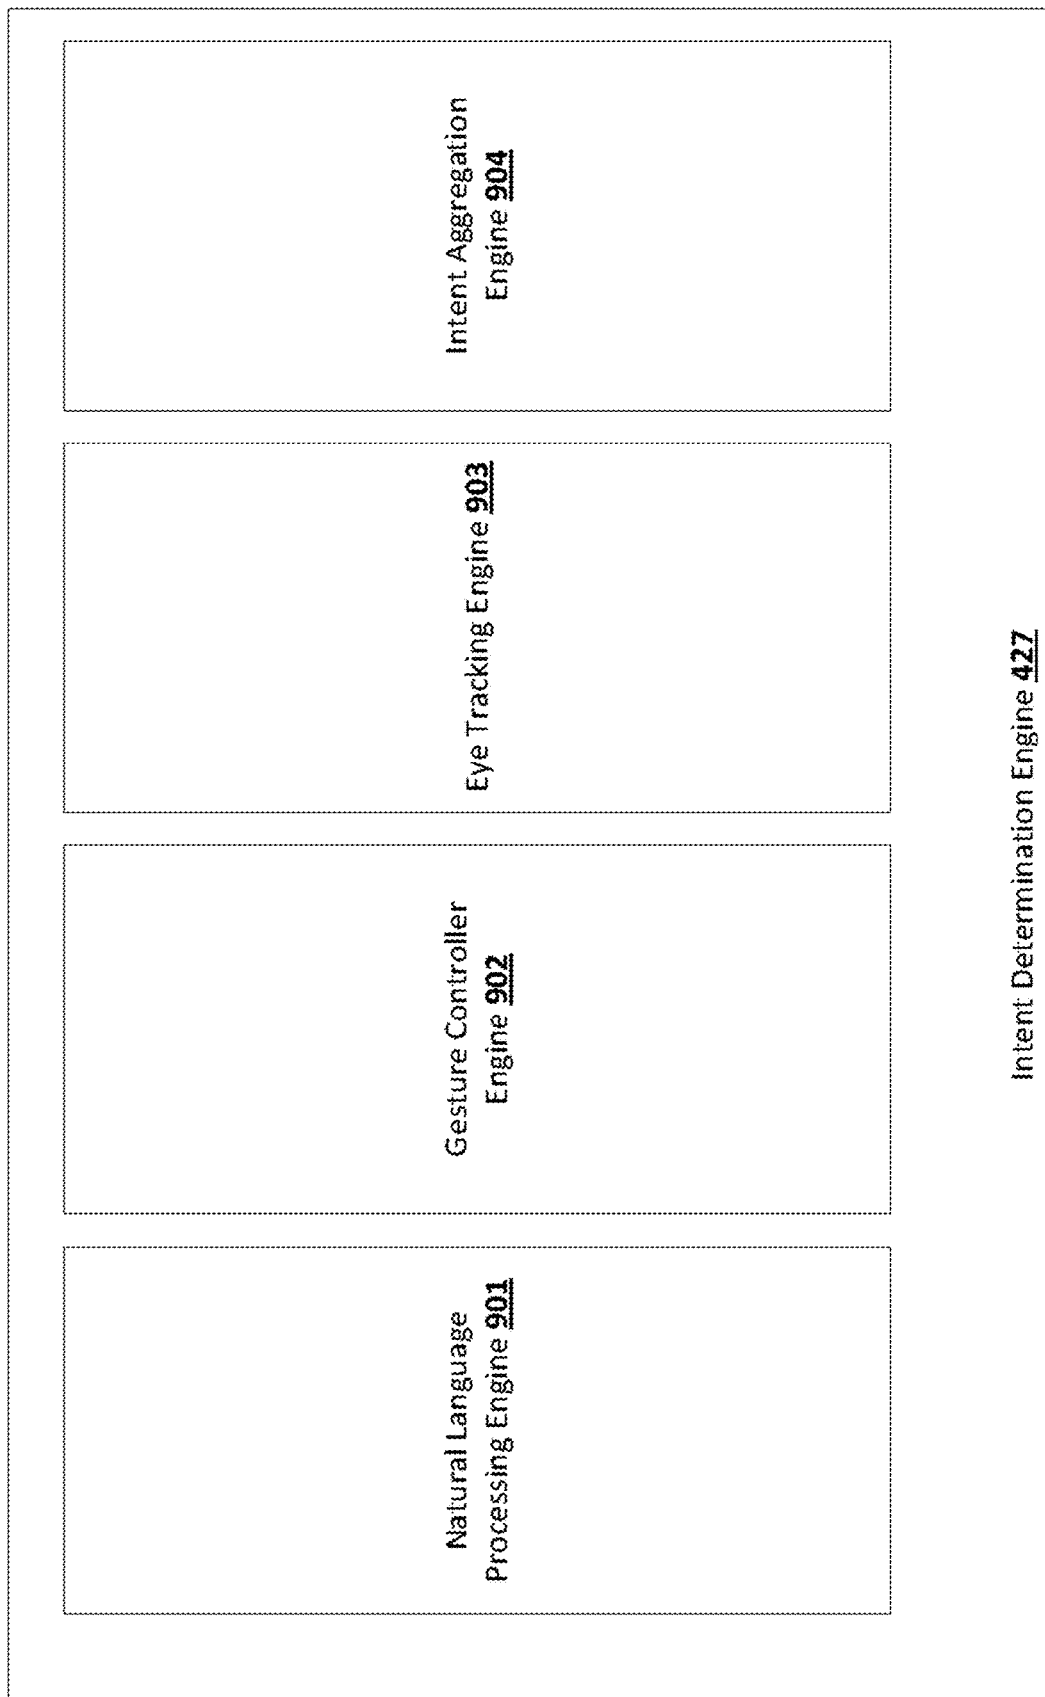 Natural Language
Processing Engine 901
Gesture Controller
Engine 902
Eye Tracking Engine 903
Intent Aggregation
Engine 904
Intent Determination Engine 427